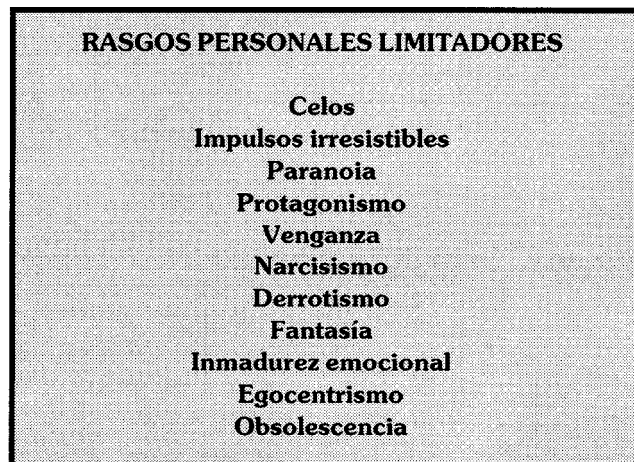 RASGOS PERSONALES LIMITADORES
Celos
Impulsos irresistibles
Paranoia
Protagonismo
Venganza
Narcisismo
Derrotismo
Fantasía
Inmadurez emocional
Egocentrismo
Obsolescencia